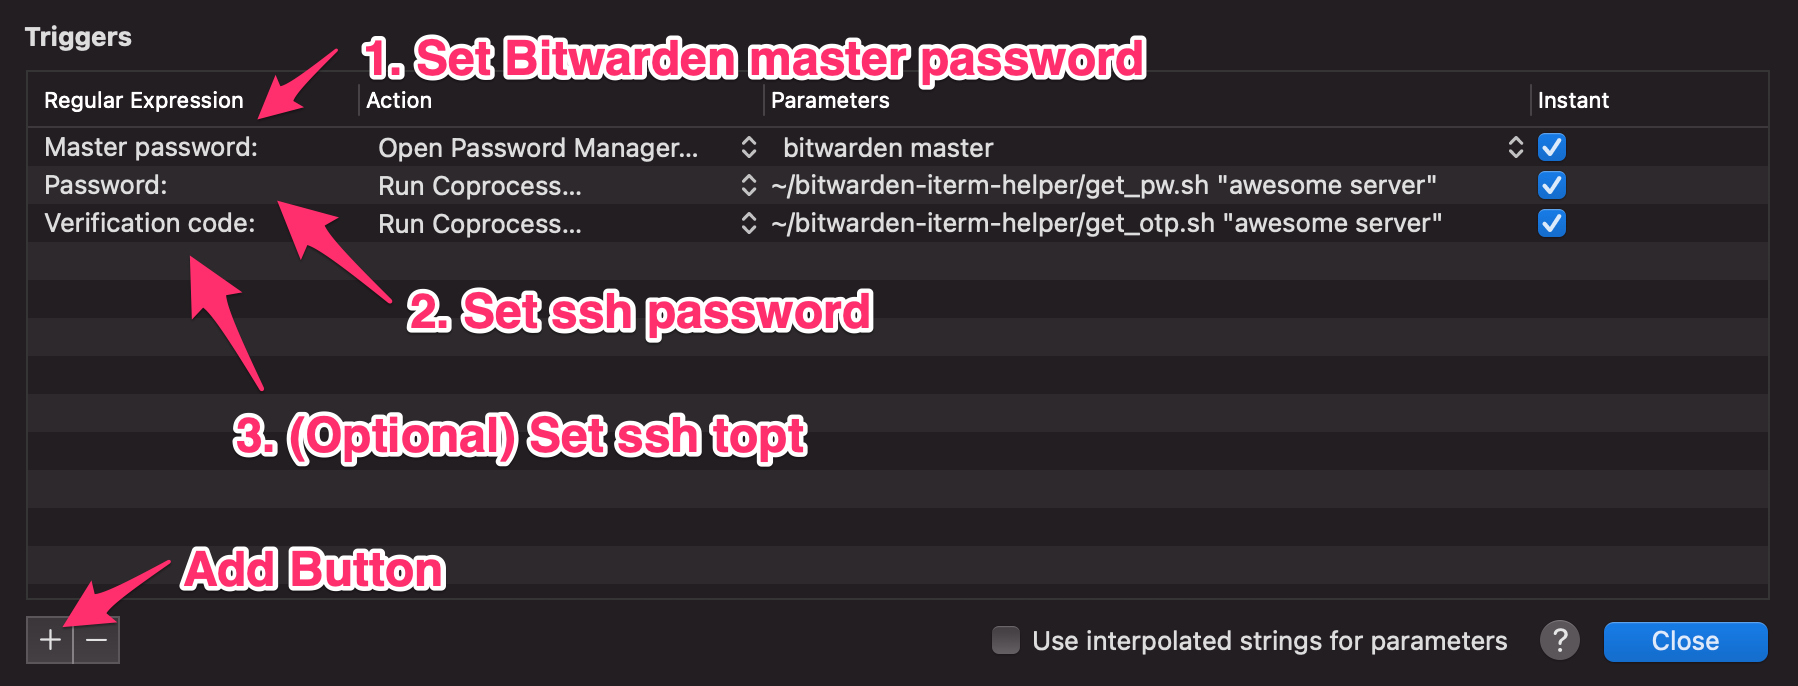 Triggers
1. Set Bitwarden master password
Regular Expression Action Parameters Instant
Master password: Open Password Manager... bitwarden master
Password: Run Coprocess... ~/bitwarden-iterm-helper/get_pw.sh "awesome server"
Verification code: Run Coprocess... ~/bitwarden-iterm-helper/get_otp.sh "awesome server"
2. Set ssh password
3. (Optional) Set ssh topt
Add Button
+ − Use interpolated strings for parameters ? Close